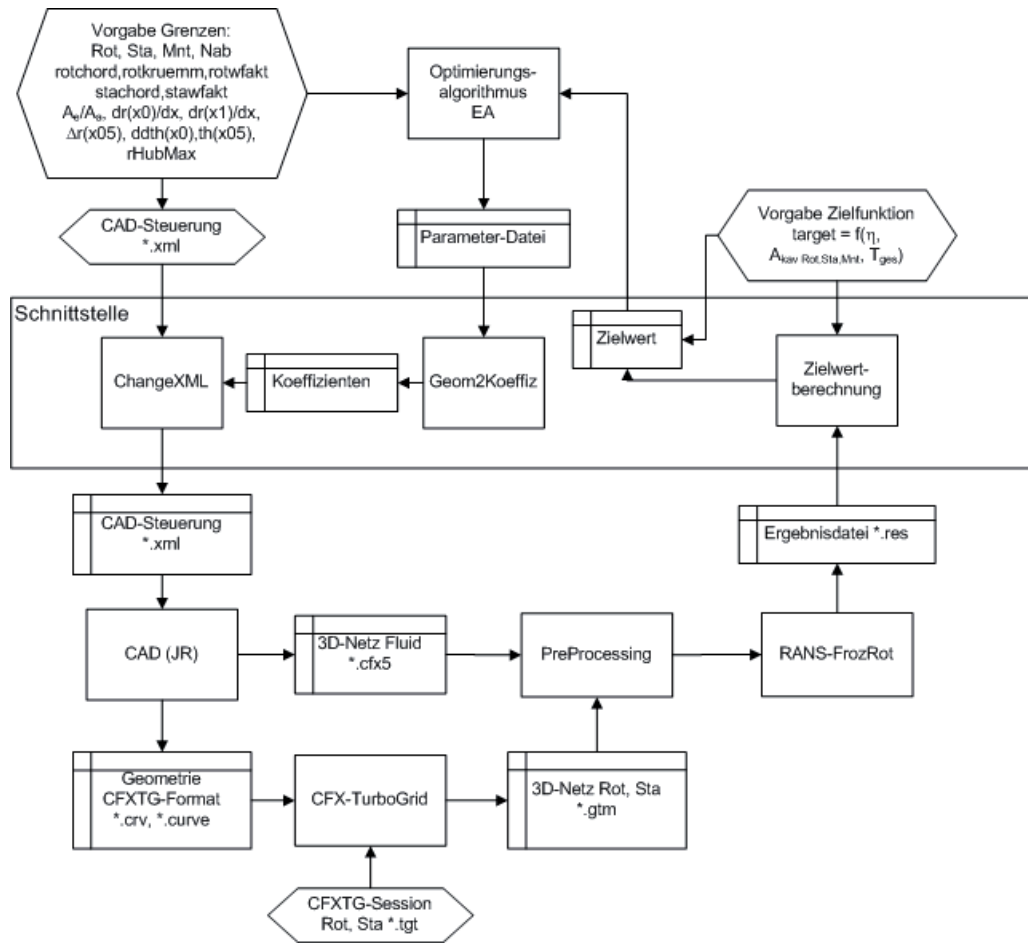 Vorgabe Grenzen:
Rot, Sta, Mnt, Nab
rotchord,rotkruemm,rotwfakt
stachord,stawfakt
Aₑ/Aₐ, dr(x0)/dx, dr(x1)/dx,
Δr(x05), ddth(x0),th(x05),
rHubMax
Optimierungs-
algorithmus
EA
CAD-Steuerung
*.xml
Parameter-Datei
Vorgabe Zielfunktion
target = f(η,
A_kav Rot,Sta,Mnt, T_ges)
Schnittstelle
ChangeXML
Koeffizienten
Geom2Koeffiz
Zielwert
Zielwert-
berechnung
CAD-Steuerung
*.xml
Ergebnisdatei *.res
CAD (JR)
3D-Netz Fluid
*.cfx5
PreProcessing
RANS-FrozRot
Geometrie
CFXTG-Format
*.crv, *.curve
CFX-TurboGrid
3D-Netz Rot, Sta
*.gtm
CFXTG-Session
Rot, Sta *.tgt